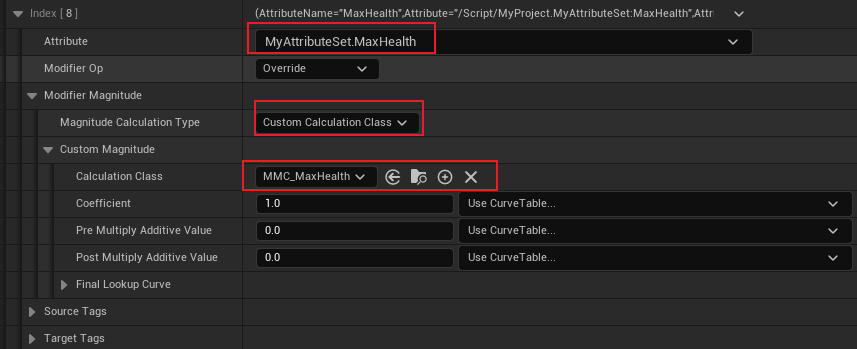 Index [ 8 ]
(AttributeName="MaxHealth",Attribute="/Script/MyProject.MyAttributeSet:MaxHealth",Attri
Attribute
MyAttributeSet.MaxHealth
Modifier Op
Override
Modifier Magnitude
Magnitude Calculation Type
Custom Calculation Class
Custom Magnitude
Calculation Class
MMC_MaxHealth
Coefficient
1.0
Use CurveTable...
Pre Multiply Additive Value
0.0
Use CurveTable...
Post Multiply Additive Value
0.0
Use CurveTable...
Final Lookup Curve
Source Tags
Target Tags